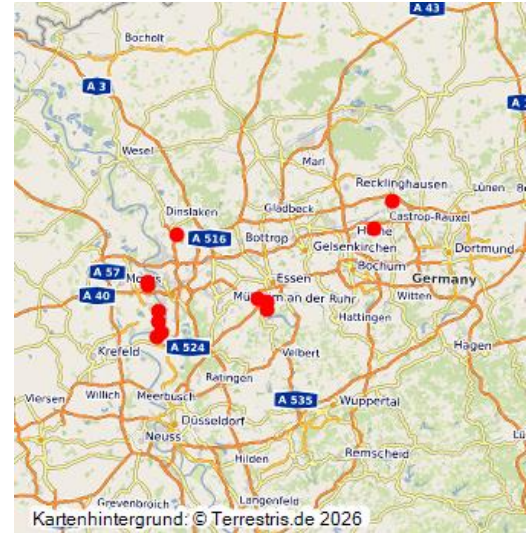 A 43
Bocholt
A 3
A 1
Wesel
Marl
Recklinghausen
Lünen
Dinslaken
Gladbeck
Castrop-Rauxel
A 516
Bottrop
Gelsenkirchen
Dortmund
A 57
Bochum
Essen
Germany
A 40
Mülheim an der Ruhr
Witten
Hattingen
Krefeld
A 524
Velbert
Hagen
Ratingen
Viersen
Willich
Meerbusch
A 535
Wuppertal
Düsseldorf
Neuss
Hilden
Remscheid
Grevenbroich
Langenfeld
Kartenhintergrund: © Terrestris.de 2026